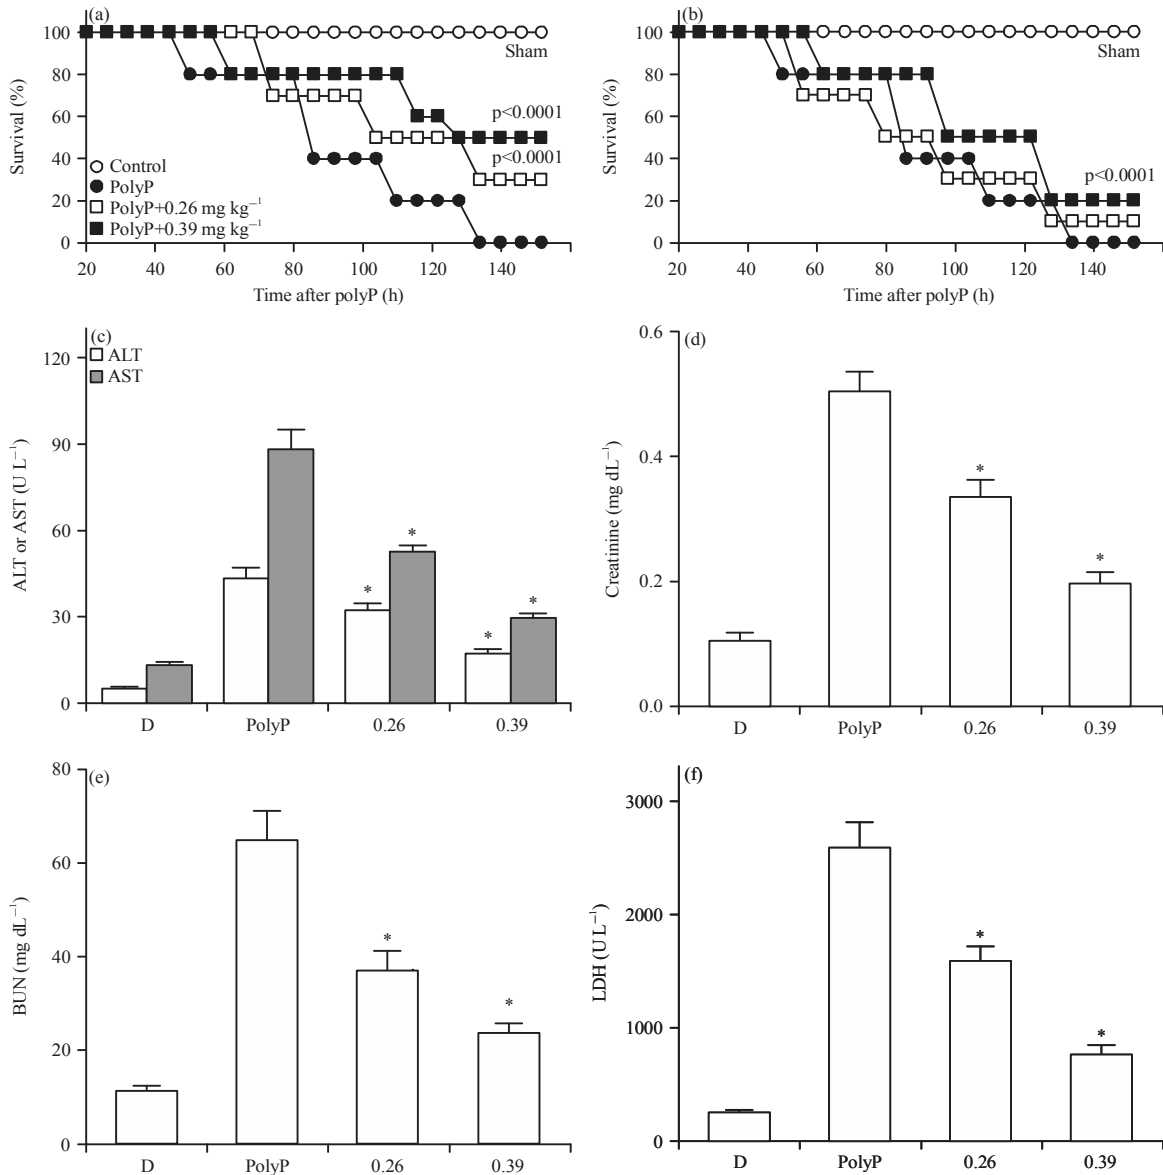 (a)
100
80
60
40
20
0
Survival (%)
Sham
p<0.0001
p<0.0001
Control
PolyP
PolyP+0.26 mg kg⁻¹
PolyP+0.39 mg kg⁻¹
20 40 60 80 100 120 140
Time after polyP (h)
(b)
100
80
60
40
20
0
Survival (%)
Sham
p<0.0001
20 40 60 80 100 120 140
Time after polyP (h)
(c)
ALT
AST
120
90
60
30
0
ALT or AST (U L⁻¹)
* * * *
D PolyP 0.26 0.39
(d)
0.6
0.4
0.2
0.0
Creatinine (mg dL⁻¹)
* *
D PolyP 0.26 0.39
(e)
80
60
40
20
0
BUN (mg dL⁻¹)
* *
D PolyP 0.26 0.39
(f)
3000
2000
1000
0
LDH (U L⁻¹)
* *
D PolyP 0.26 0.39